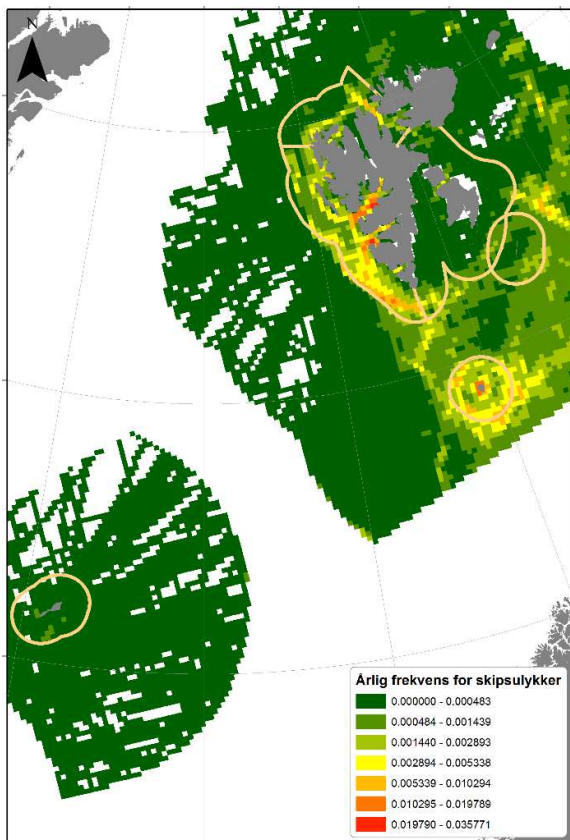 N
Årlig frekvens for skipsulykker
0.000000 - 0.000483
0.000484 - 0.001439
0.001440 - 0.002893
0.002894 - 0.005338
0.005339 - 0.010294
0.010295 - 0.019789
0.019790 - 0.035771